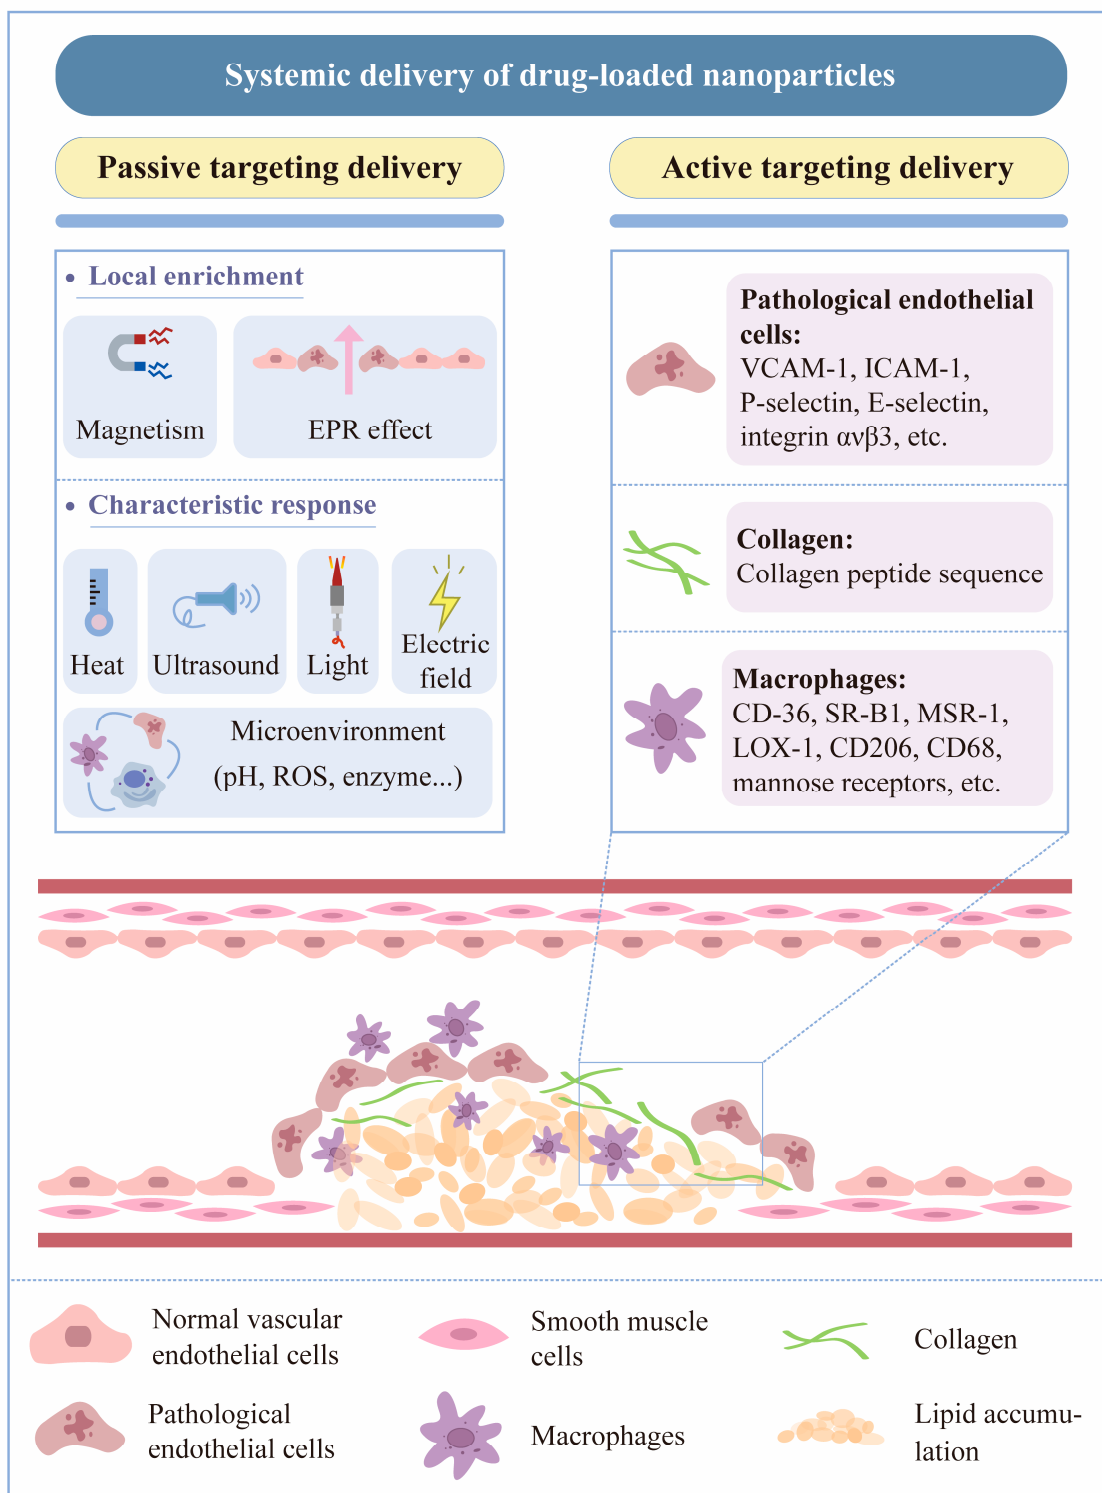 Systemic delivery of drug-loaded nanoparticles
Passive targeting delivery
• Local enrichment
Magnetism
EPR effect
• Characteristic response
Heat
Ultrasound
Light
Electric
field
Microenvironment
(pH, ROS, enzyme...)
Active targeting delivery
Pathological endothelial
cells:
VCAM-1, ICAM-1,
P-selectin, E-selectin,
integrin ανβ3, etc.
Collagen:
Collagen peptide sequence
Macrophages:
CD-36, SR-B1, MSR-1,
LOX-1, CD206, CD68,
mannose receptors, etc.
Normal vascular
endothelial cells
Smooth muscle
cells
Collagen
Pathological
endothelial cells
Macrophages
Lipid accumu-
lation